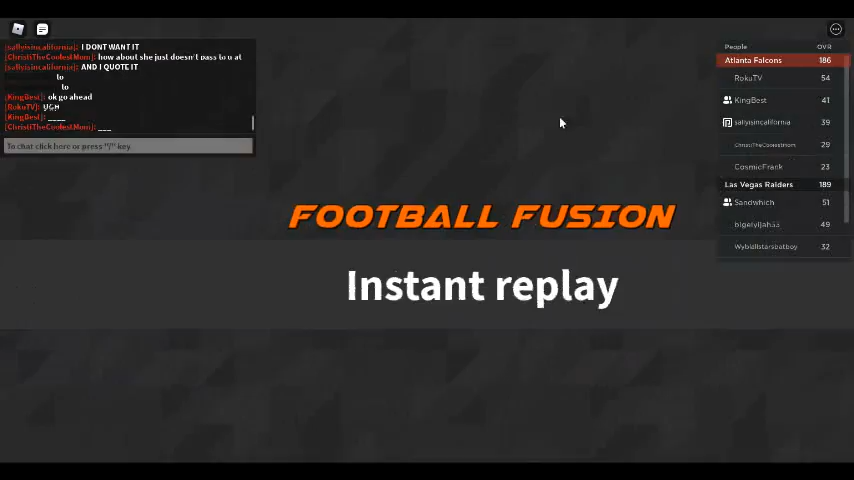 [sallyisincalifornia]: I DONT WANT IT
[ChristiTheCoolestMom]: how about she just doesn't pass to u at
[sallyisincalifornia]: AND I QUOTE IT
to
to
[KingBest]: ok go ahead
[RokuTV]: UGH
[KingBest]: ____
[ChristiTheCoolestMom]: ___
To chat click here or press "/" key
People OVR
Atlanta Falcons 186
RokuTV 54
KingBest 41
sallyisincalifornia 39
ChristiTheCoolestMom 29
CosmicFrank 23
Las Vegas Raiders 189
Sandwhich 51
49
32
FOOTBALL FUSION
Instant replay